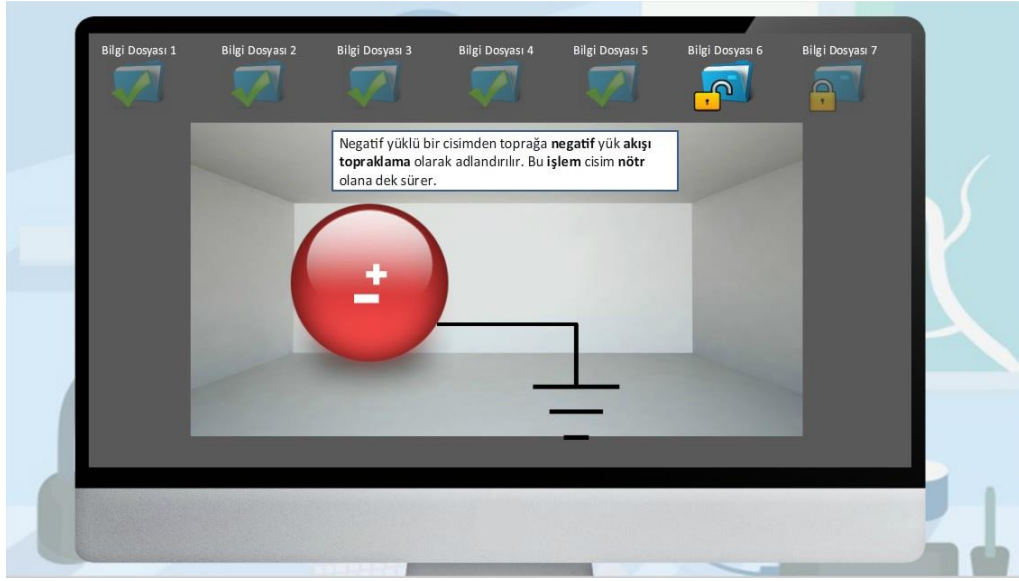 Bilgi Dosyası 1
Bilgi Dosyası 2
Bilgi Dosyası 3
Bilgi Dosyası 4
Bilgi Dosyası 5
Bilgi Dosyası 6
Bilgi Dosyası 7
Negatif yüklü bir cisimden toprağa negatif yük akışı
topraklama olarak adlandırılır. Bu işlem cisim nötr
olana dek sürer.
+
−